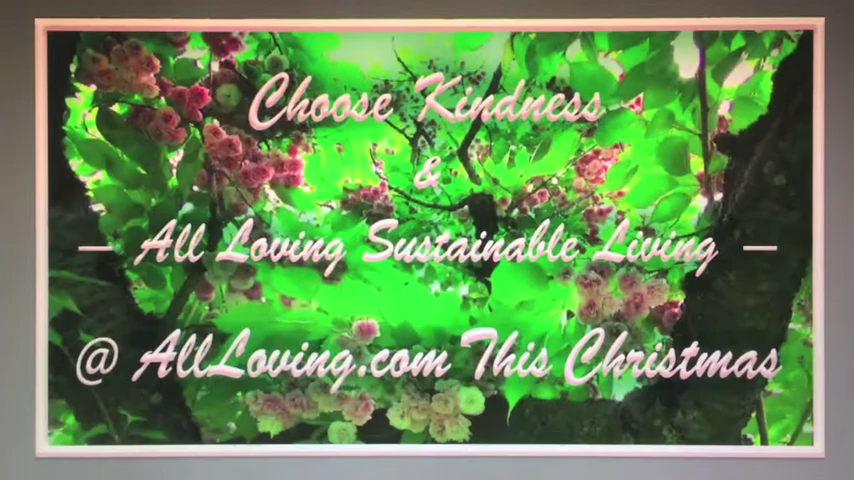 Choose Kindness
&
— All Loving Sustainable Living —
@ AllLoving.com This Christmas